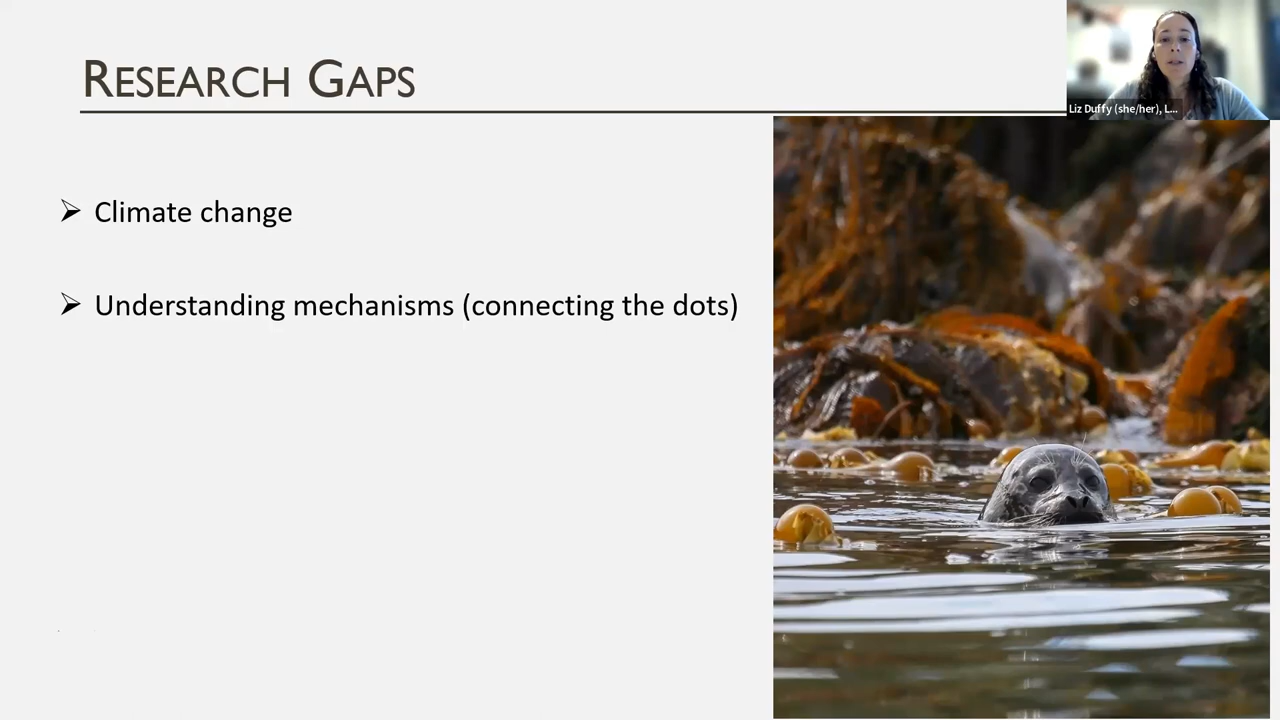 RESEARCH GAPS
Liz Duffy (she/her), L...
➢ Climate change
➢ Understanding mechanisms (connecting the dots)